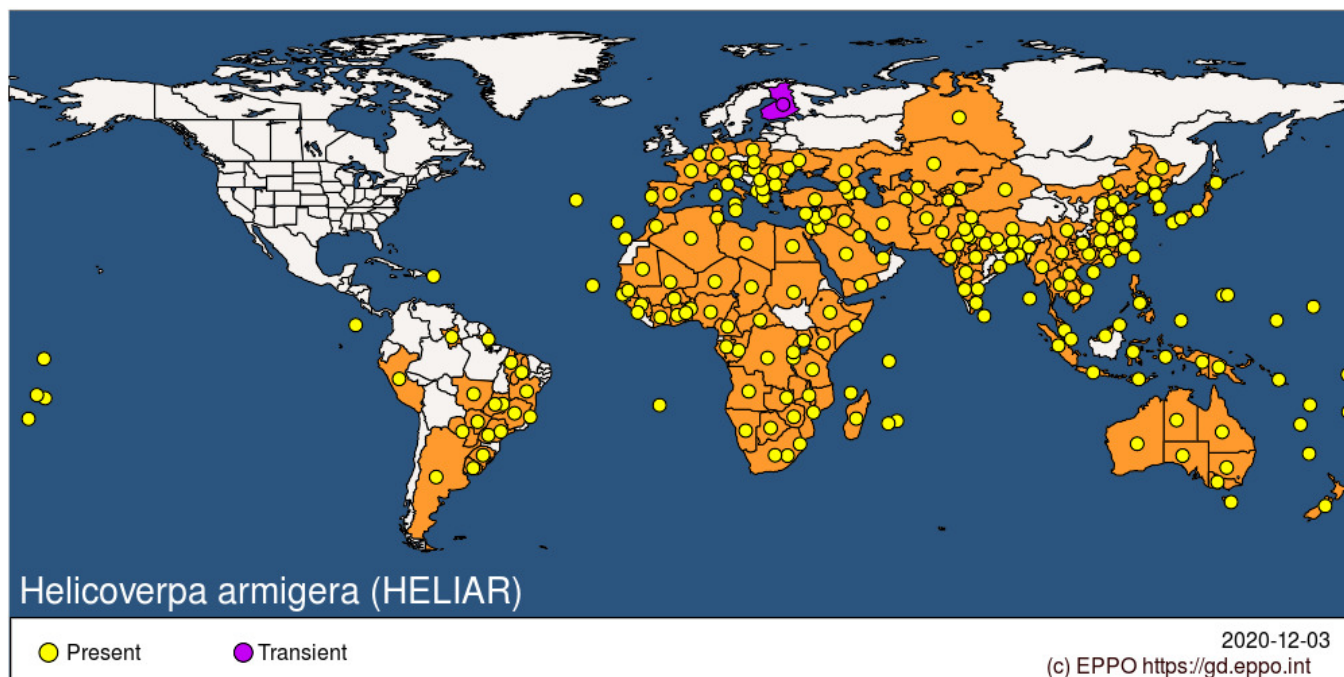 Helicoverpa armigera (HELIAR)
Present
Transient
2020-12-03
(c) EPPO https://gd.eppo.int